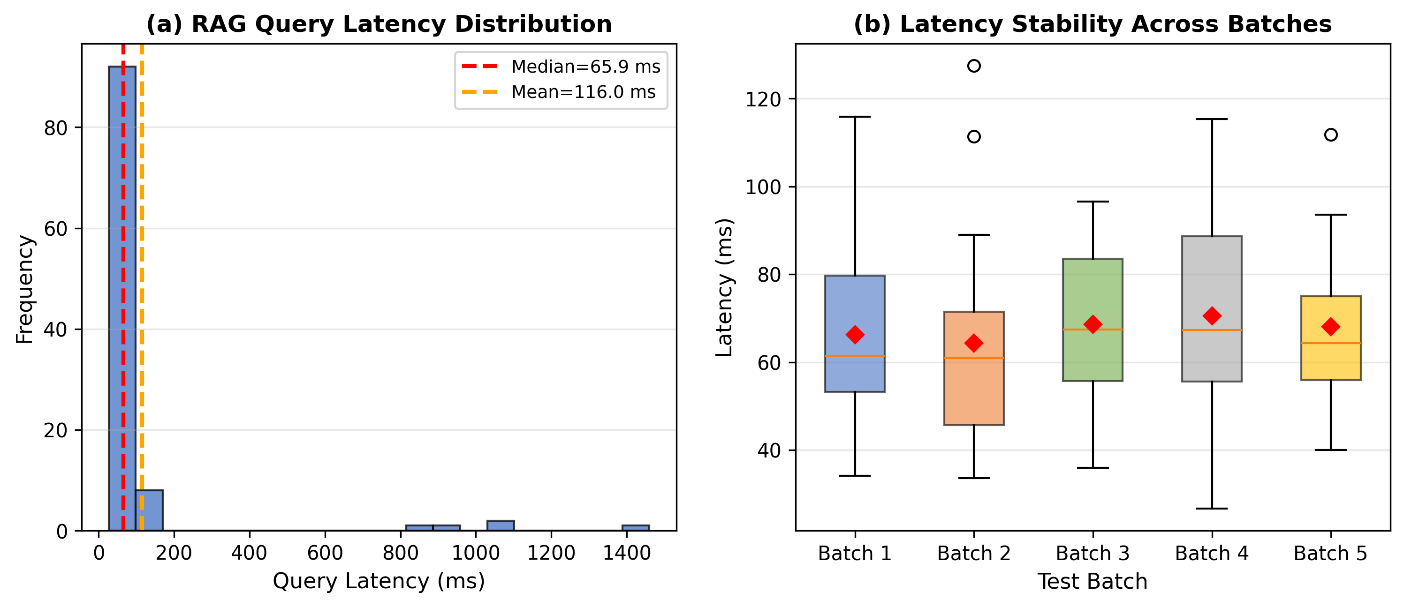 (a) RAG Query Latency Distribution
Median=65.9 ms
Mean=116.0 ms
Frequency
80
60
40
20
0
0 200 400 600 800 1000 1200 1400
Query Latency (ms)
(b) Latency Stability Across Batches
Latency (ms)
120
100
80
60
40
Batch 1 Batch 2 Batch 3 Batch 4 Batch 5
Test Batch